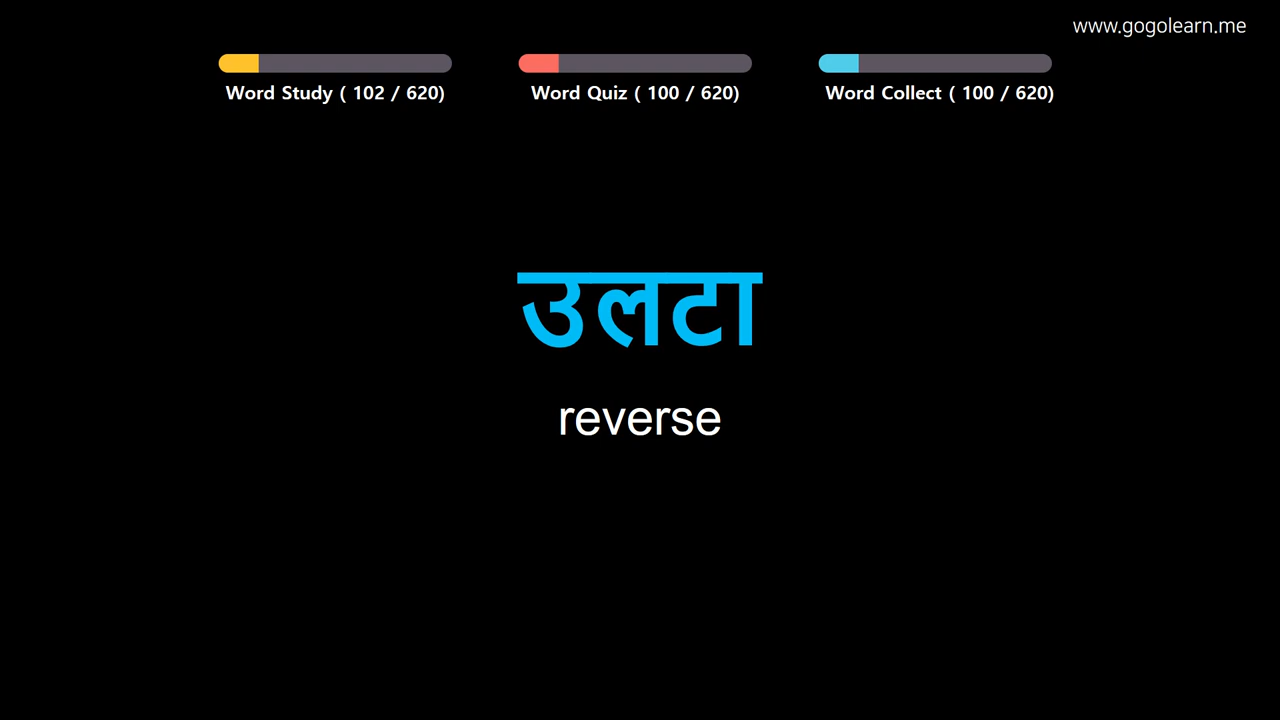 www.gogolearn.me
Word Study ( 102 / 620)
Word Quiz ( 100 / 620)
Word Collect ( 100 / 620)
उलटा
reverse